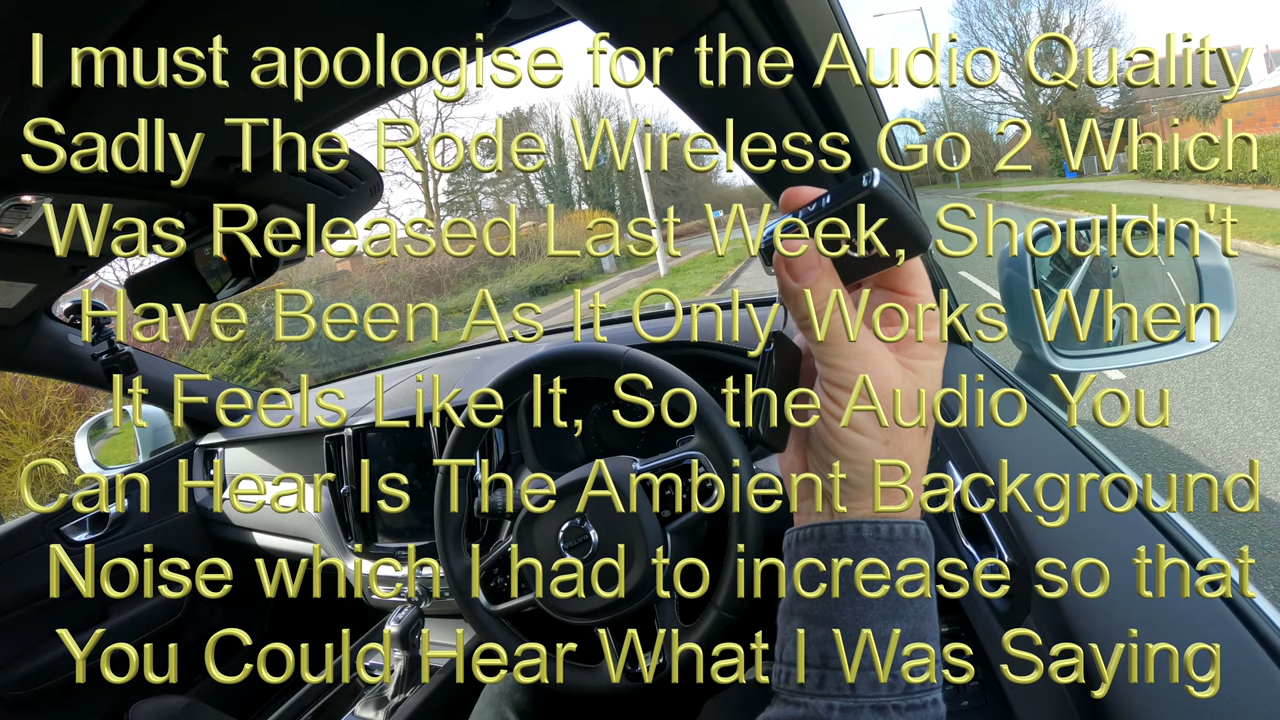 I must apologise for the Audio Quality
Sadly The Rode Wireless Go 2 Which
Was Released Last Week, Shouldn't
Have Been As It Only Works When
It Feels Like It, So the Audio You
Can Hear Is The Ambient Background
Noise which I had to increase so that
You Could Hear What I Was Saying